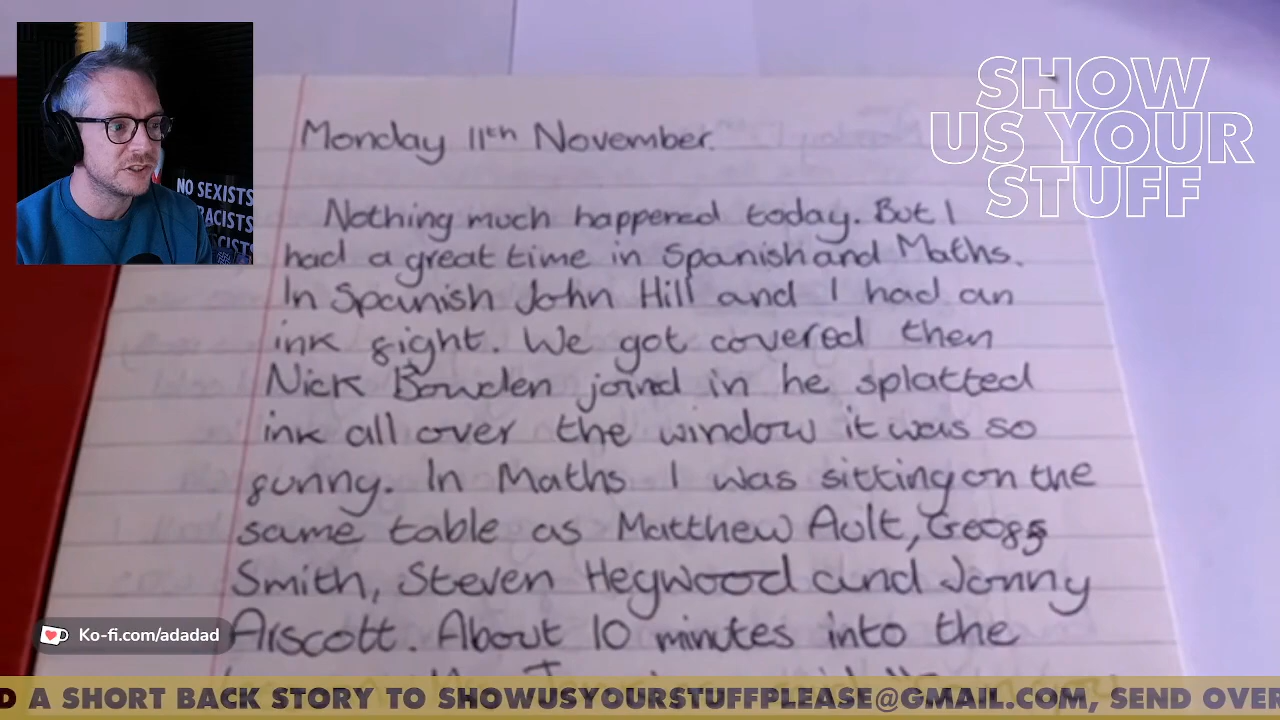 NO SEXISTS
RACISTS
SHOW
US YOUR
STUFF
Monday 11th November.
Nothing much happened today. But I
had a great time in Spanish and Maths.
In Spanish John Hill and I had an
ink fight. We got covered then
Nick Bowden joind in he splatted
ink all over the window it was so
funny. In Maths I was sitting on the
same table as Matthew Ault, Geoff
Smith, Steven Heywood and Jonny
Arscott. About 10 minutes into the
Ko-fi.com/adadad
D A SHORT BACK STORY TO SHOWUSYOURSTUFFPLEASE@GMAIL.COM, SEND OVER